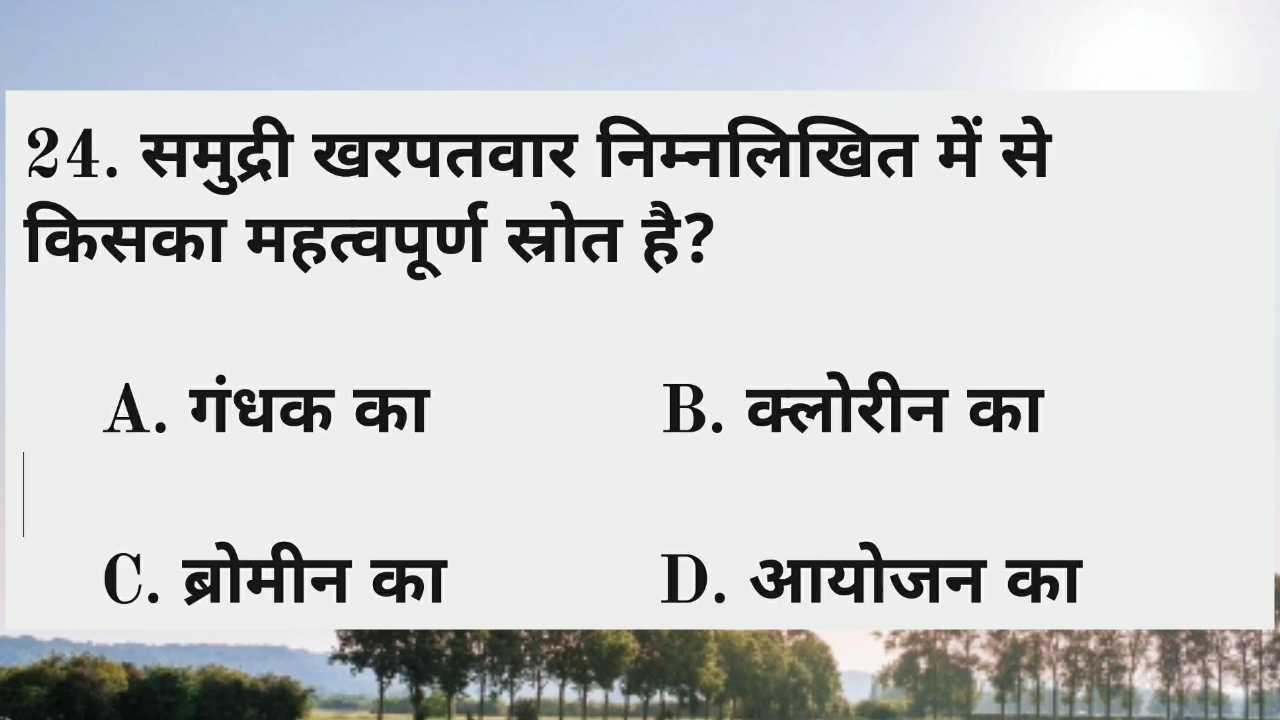 24. समुद्री खरपतवार निम्नलिखित में से
किसका महत्वपूर्ण स्रोत है?
A. गंधक का B. क्लोरीन का
C. ब्रोमीन का D. आयोजन का